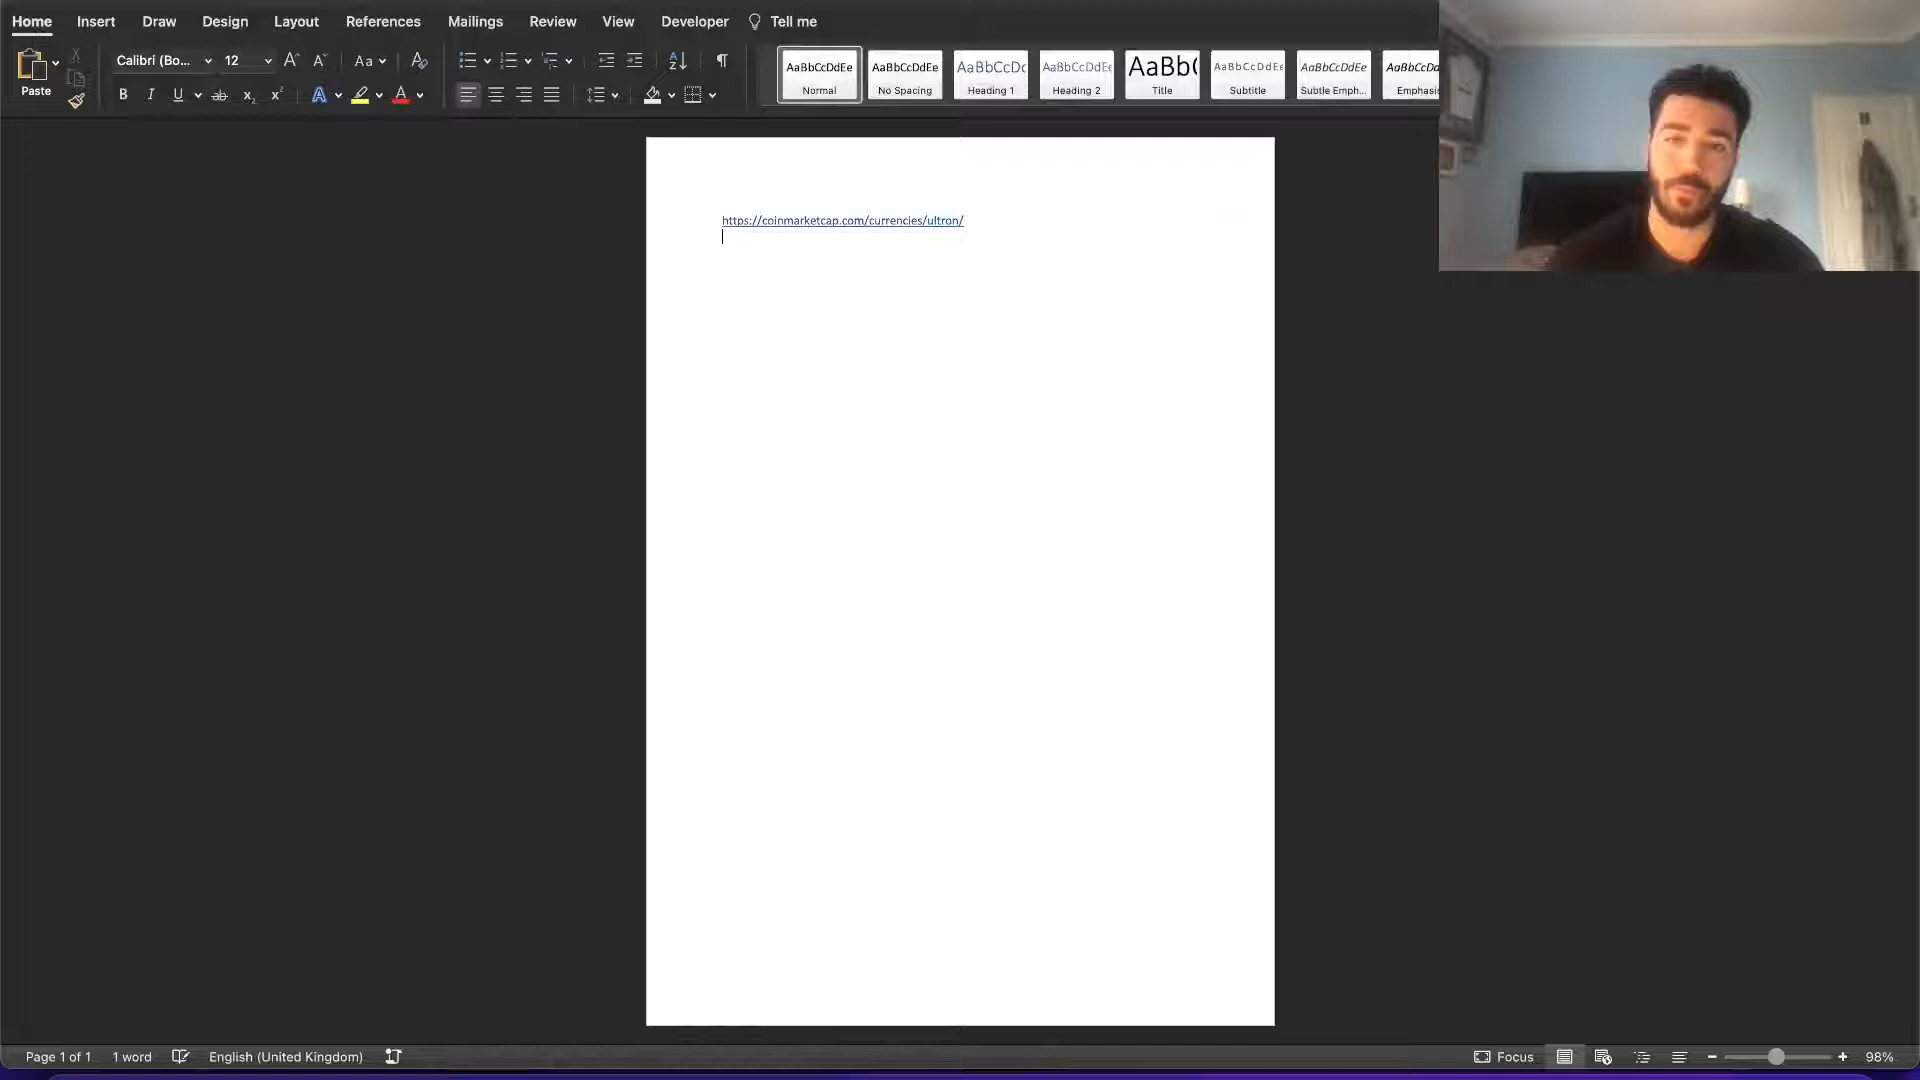 Home Insert Draw Design Layout References Mailings Review View Developer Tell me
Paste
Calibri (Bo... 12
AaBbCcDdEe AaBbCcDdEe AaBbCcDc AaBbCcDdEe AaBb( AaBbCcDdEe AaBbCcDdEe AaBbCcDd
Normal No Spacing Heading 1 Heading 2 Title Subtitle Subtle Emph... Emphasis
https://coinmarketcap.com/currencies/ultron/
Page 1 of 1 1 word English (United Kingdom) Focus 98%